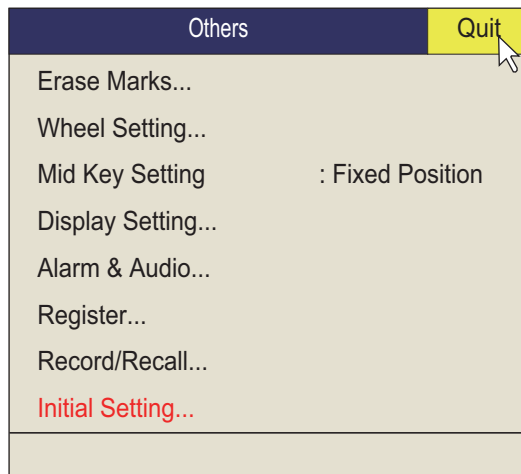 Others Quit
Erase Marks...
Wheel Setting...
Mid Key Setting : Fixed Position
Display Setting...
Alarm & Audio...
Register...
Record/Recall...
Initial Setting...